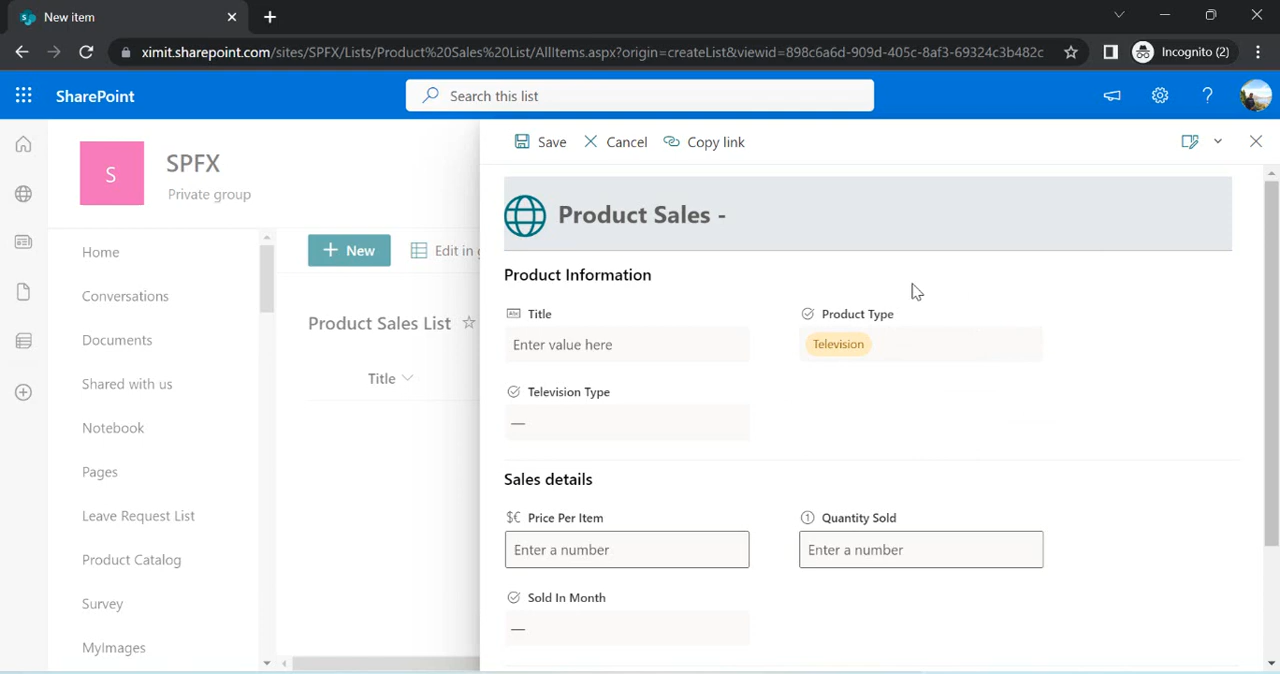 New item
ximit.sharepoint.com/sites/SPFX/Lists/Product%20Sales%20List/AllItems.aspx?origin=createList&viewid=898c6a6d-909d-405c-8af3-69324c3b482c
Incognito (2)
SharePoint
Search this list
S
SPFX
Private group
Home
Conversations
Documents
Shared with us
Notebook
Pages
Leave Request List
Product Catalog
Survey
MyImages
New
Edit in g
Product Sales List
Title
Save
Cancel
Copy link
Product Sales -
Product Information
Abc Title
Product Type
Enter value here
Television
Television Type
—
Sales details
$€ Price Per Item
1 Quantity Sold
Enter a number
Enter a number
Sold In Month
—